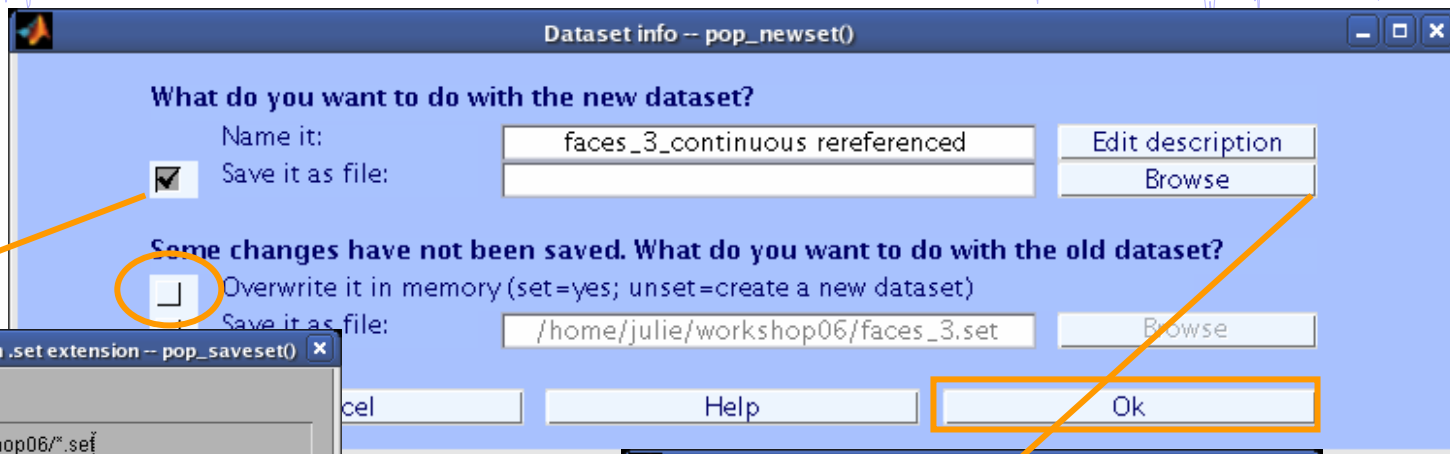 Dataset info -- pop_newset()
What do you want to do with the new dataset?
Name it: faces_3_continuous rereferenced Edit description
Save it as file: Browse
Some changes have not been saved. What do you want to do with the old dataset?
Overwrite it in memory (set=yes; unset=create a new dataset)
Save it as file: /home/julie/workshop06/faces_3.set Browse
.set extension -- pop_saveset()
cel Help Ok
hop06/*.set